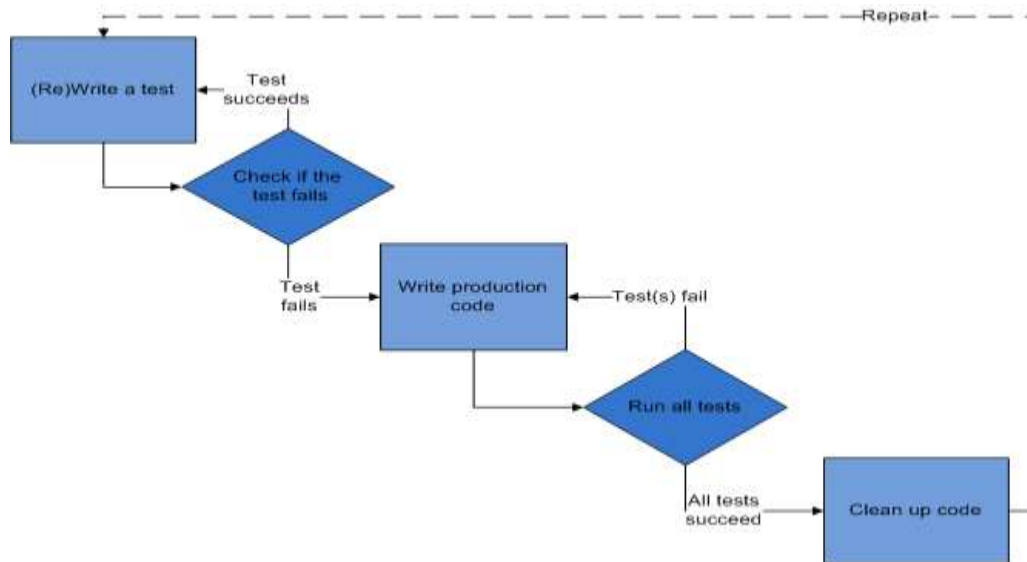 Repeat
(Re)Write a test
Test
succeeds
Check if the
test fails
Test
fails
Write production
code
Test(s) fail
Run all tests
All tests
succeed
Clean up code